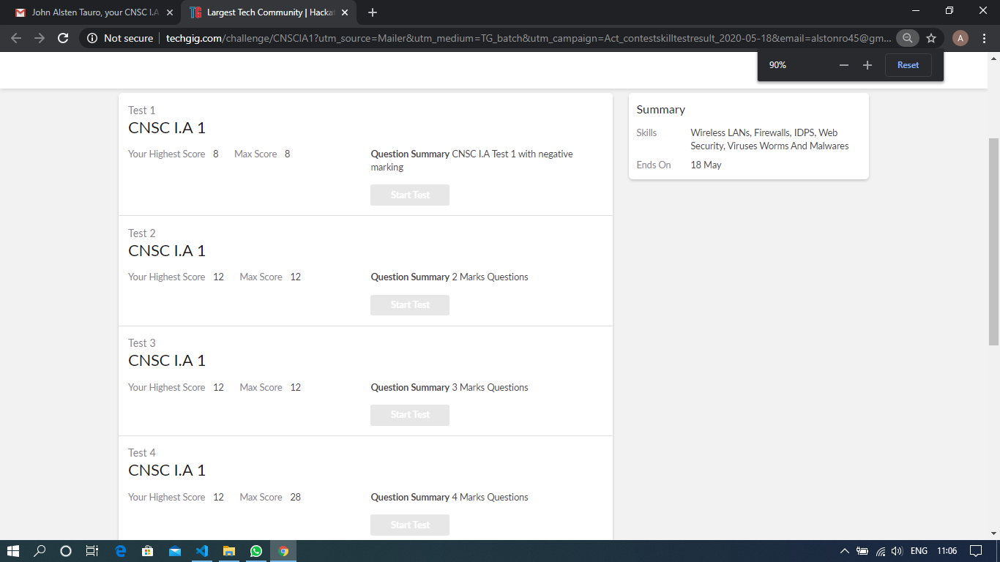 John Alsten Tauro, your CNSC I.A
Largest Tech Community | Hacka
Not secure
techgig.com/challenge/CNSCIA1?utm_source=Mailer&utm_medium=TG_batch&utm_campaign=Act_contestskilltestresult_2020-05-18&email=alstonro45@gm...
A
90%
Reset
Test 1
CNSC I.A 1
Your Highest Score 8 Max Score 8
Question Summary CNSC I.A Test 1 with negative
marking
Start Test
Test 2
CNSC I.A 1
Your Highest Score 12 Max Score 12
Question Summary 2 Marks Questions
Start Test
Test 3
CNSC I.A 1
Your Highest Score 12 Max Score 12
Question Summary 3 Marks Questions
Start Test
Test 4
CNSC I.A 1
Your Highest Score 12 Max Score 28
Question Summary 4 Marks Questions
Start Test
Summary
Skills Wireless LANs, Firewalls, IDPS, Web
Security, Viruses Worms And Malwares
Ends On 18 May
ENG 11:06